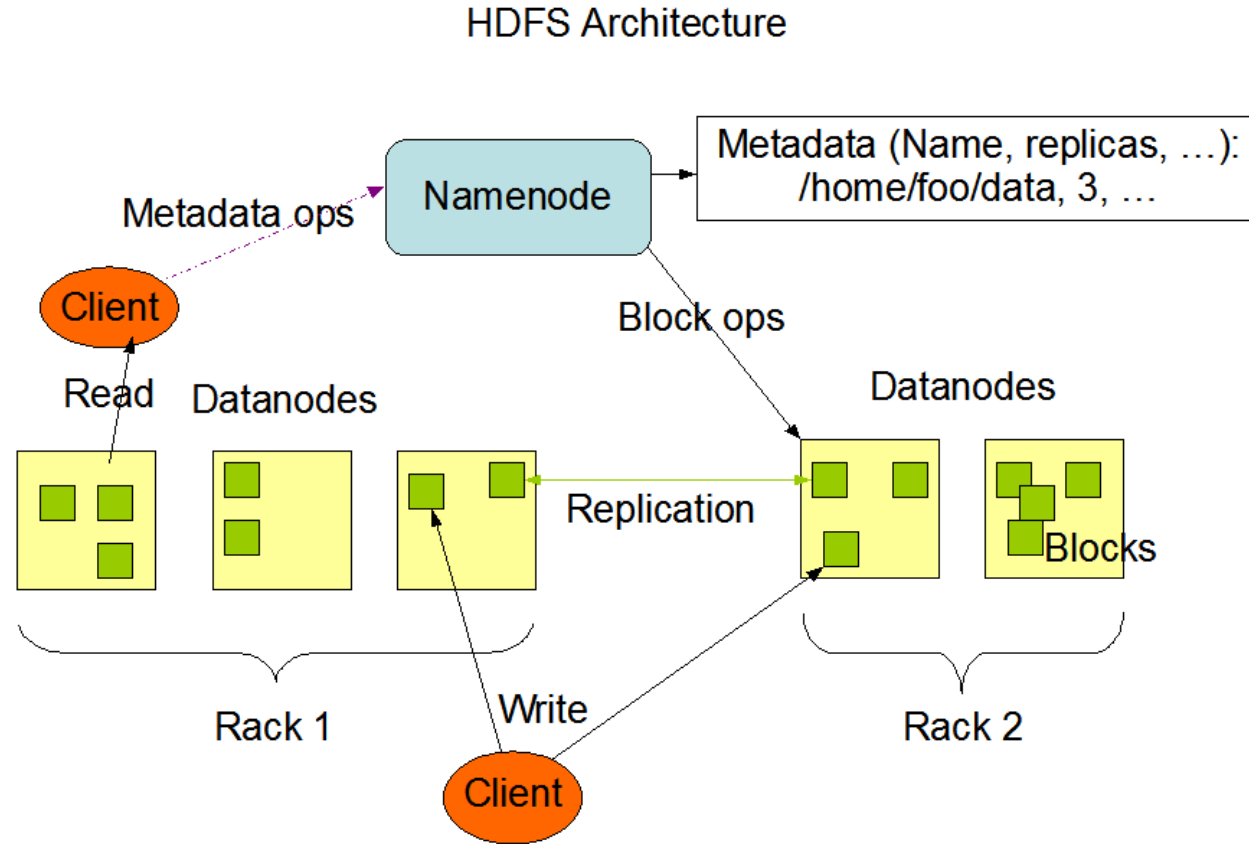 HDFS Architecture
Metadata (Name, replicas, …):
/home/foo/data, 3, …
Namenode
Metadata ops
Client
Block ops
Read
Datanodes
Datanodes
Replication
Blocks
Rack 1
Write
Rack 2
Client